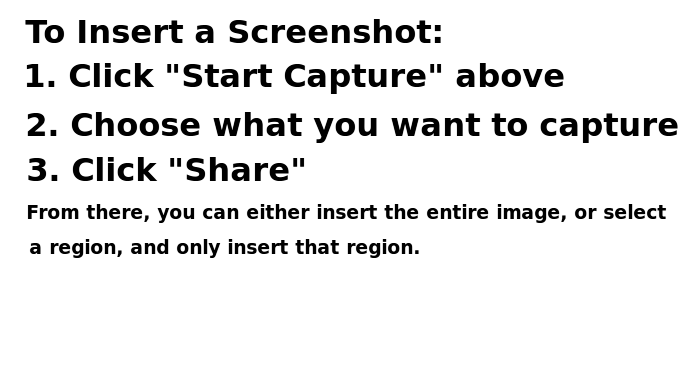 To Insert a Screenshot:
1. Click "Start Capture" above
2. Choose what you want to capture
3. Click "Share"
From there, you can either insert the entire image, or select
a region, and only insert that region.